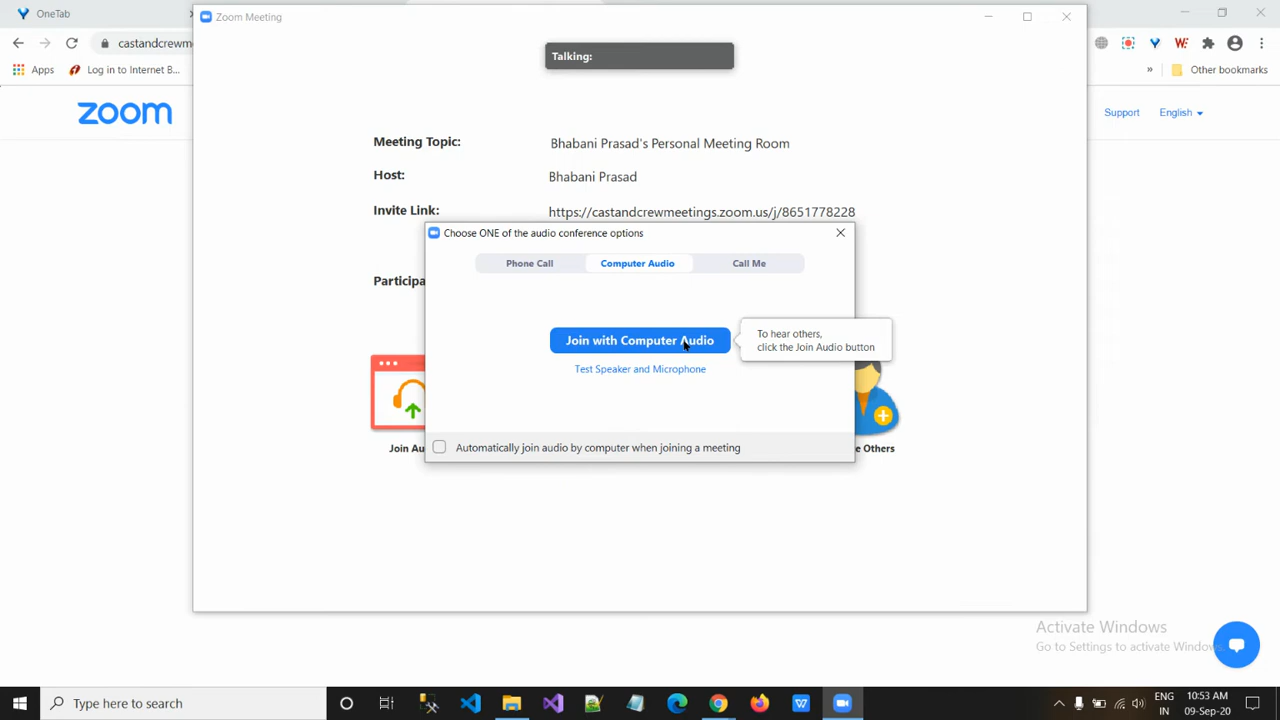 OneTab
Zoom Meeting
castandcrewm
Talking:
Apps
Log in to Internet B...
»
Other bookmarks
zoom
Support
English
Meeting Topic:
Bhabani Prasad's Personal Meeting Room
Host:
Bhabani Prasad
Invite Link:
https://castandcrewmeetings.zoom.us/j/8651778228
Choose ONE of the audio conference options
Phone Call
Computer Audio
Call Me
Participa
Join with Computer Audio
To hear others,
click the Join Audio button
Test Speaker and Microphone
Automatically join audio by computer when joining a meeting
Join Au
e Others
Activate Windows
Go to Settings to activate Windows
Type here to search
ENG
IN
10:53 AM
09-Sep-20